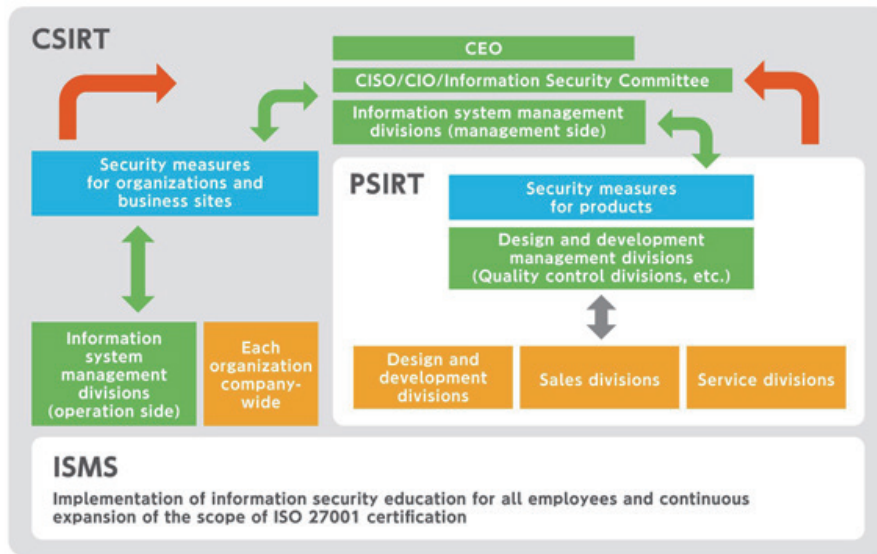 CSIRT
CEO
CISO/CIO/Information Security Committee
Information system management
divisions (management side)
Security measures
for organizations and
business sites
PSIRT
Security measures
for products
Design and development
management divisions
(Quality control divisions, etc.)
Information
system
management
divisions
(operation side)
Each
organization
company-
wide
Design and
development
divisions
Sales divisions
Service divisions
ISMS
Implementation of information security education for all employees and continuous
expansion of the scope of ISO 27001 certification